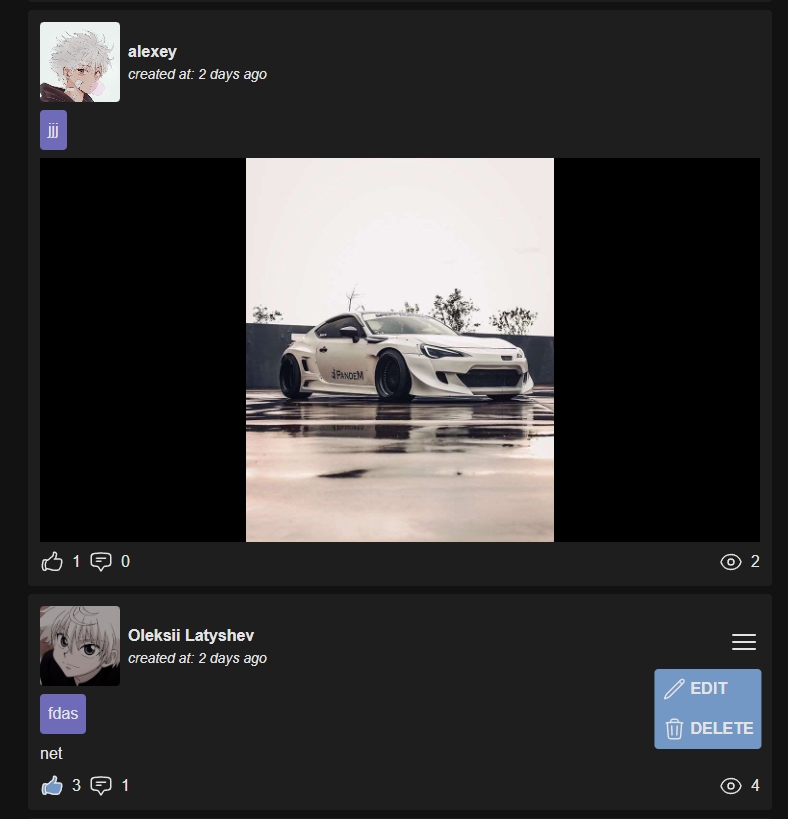 alexey
created at: 2 days ago
jjj
PANDEM
1
0
2
Oleksii Latyshev
created at: 2 days ago
EDIT
fdas
DELETE
net
3
1
4